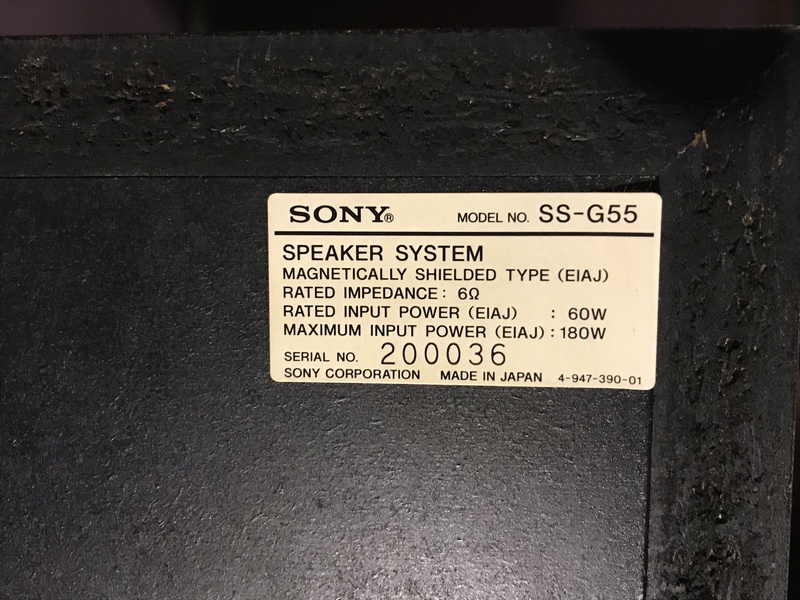 SONY® MODEL NO. SS-G55
SPEAKER SYSTEM
MAGNETICALLY SHIELDED TYPE (EIAJ)
RATED IMPEDANCE: 6Ω
RATED INPUT POWER (EIAJ) : 60W
MAXIMUM INPUT POWER (EIAJ) : 180W
SERIAL NO. 200036
SONY CORPORATION MADE IN JAPAN 4-947-390-01